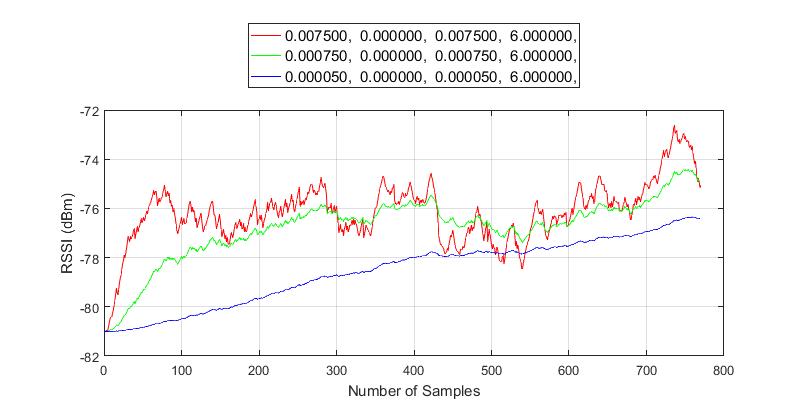 0.007500, 0.000000, 0.007500, 6.000000,
0.000750, 0.000000, 0.000750, 6.000000,
0.000050, 0.000000, 0.000050, 6.000000,
-72
-74
-76
-78
-80
-82
RSSI (dBm)
0 100 200 300 400 500 600 700 800
Number of Samples